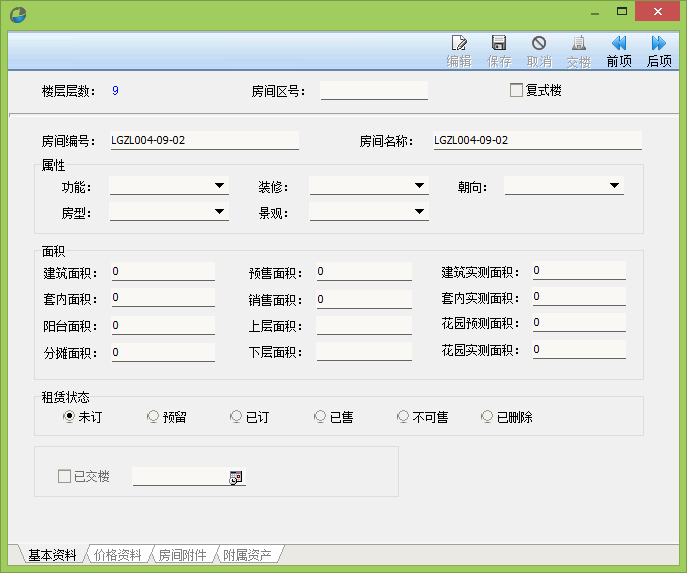 编辑 保存 取消 交楼 前项 后项
楼层层数： 9 房间区号： 复式楼
房间编号： LGZL004-09-02 房间名称： LGZL004-09-02
属性
功能： 装修： 朝向：
房型： 景观：
面积
建筑面积： 0 预售面积： 0 建筑实测面积： 0
套内面积： 0 销售面积： 0 套内实测面积： 0
阳台面积： 0 上层面积： 花园预测面积： 0
分摊面积： 0 下层面积： 花园实测面积： 0
租赁状态
未订 预留 已订 已售 不可售 已删除
已交楼
基本资料 价格资料 房间附件 附属资产